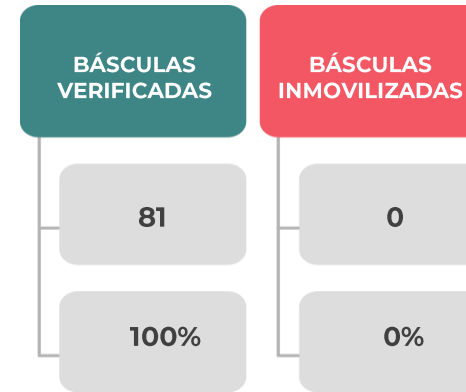 BÁSCULAS
VERIFICADAS
81
100%
BÁSCULAS
INMOVILIZADAS
0
0%